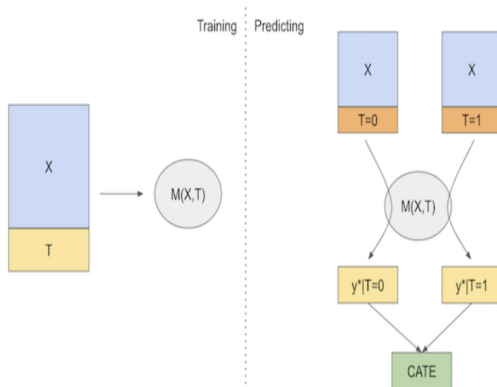 Training
Predicting
X
T
M(X,T)
X
X
T=0
T=1
M(X,T)
y*|T=0
y*|T=1
CATE